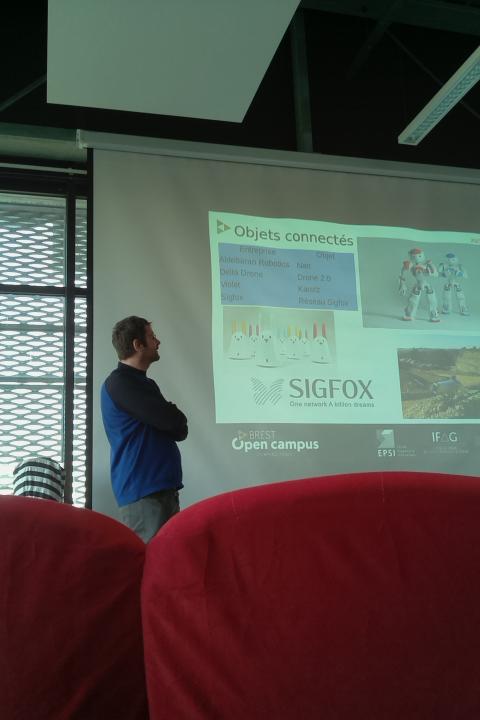 Objets connectés
Entreprise Objet
Aldebaran Robotics Nao
Delta Drone Drone 2.0
Violet Karotz
Sigfox Réseau Sigfox
SIGFOX
One network A billion dreams
BREST
Open campus
EPSI
IFAG